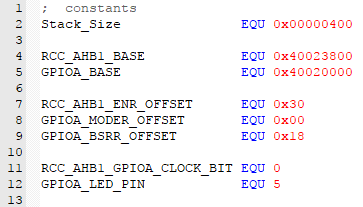 1 ;  constants
2 Stack_Size                EQU 0x00000400
3
4 RCC_AHB1_BASE             EQU 0x40023800
5 GPIOA_BASE                EQU 0x40020000
6
7 RCC_AHB1_ENR_OFFSET       EQU 0x30
8 GPIOA_MODER_OFFSET        EQU 0x00
9 GPIOA_BSRR_OFFSET         EQU 0x18
10
11 RCC_AHB1_GPIOA_CLOCK_BIT EQU 0
12 GPIOA_LED_PIN            EQU 5
13